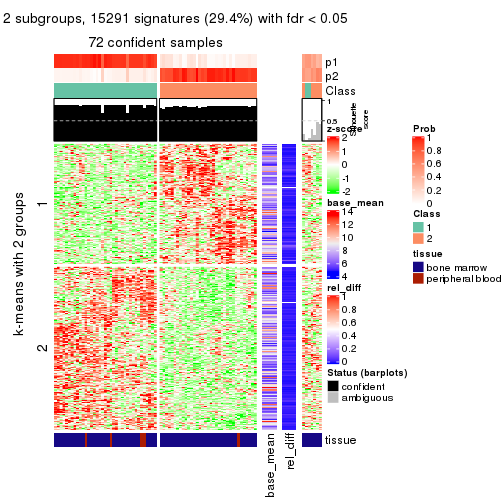 2 subgroups, 15291 signatures (29.4%) with fdr < 0.05
72 confident samples
p1
p2
Class
1
0.5
0
Silhouette
score
k-means with 2 groups
1
2
tissue
base_mean
rel_diff
z-score
2
1
0
-1
-2
base_mean
14
12
10
8
6
4
rel_diff
1
0.8
0.6
0.4
0.2
0
Status (barplots)
confident
ambiguous
Prob
1
0.8
0.6
0.4
0.2
0
Class
1
2
tissue
bone marrow
peripheral blood